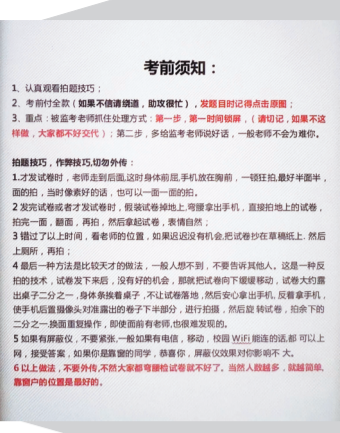 考前须知：
1、认真观看拍题技巧；
2、考前付全款（如果不信请绕道，助攻很忙），发题目时记得点击原图；
3、重点：被监考老师抓住处理方式：第一步，第一时间锁屏，（请切记，如果不这
样做，大家都不好交代）；第二步，多给监考老师说好话，一般老师不会为难你。
拍题技巧，作弊技巧,切勿外传：
1.才发试卷时，老师走到后面,这时身体前屈,手机放在胸前，一顿狂拍,最好半面半，
面的拍，当时像素好的话，也可以一面一面的拍。
2 发完试卷或者才发试卷时，假装试卷掉地上,弯腰拿出手机，直接拍地上的试卷，
拍完一面，翻面，再拍，然后拿起试卷，表情自然；
3 错过了以上时间，看老师的位置，如果迟迟没有机会,把试卷抄在草稿纸上. 然后
上厕所，再拍；
4 最后一种方法是比较天才的做法，一般人想不到，不要告诉其他人。这是一种反
拍的技术，试卷发下来后，没有好的机会，那就把试卷向下缓缓移动，试卷大约露
出桌子二分之一 ,身体条挨着桌子，不让试卷落地 ,然后安心拿出手机, 反着拿手机，
使手机后置摄像头对准露出的卷子下半部分，进行拍摄，然后旋 转试卷，拍余下的
二分之一.换面重复操作，即使面前有老师,也很难发现的。
5 如果有屏蔽仪，不要紧张,一般如果有电信，移动，校园 WiFi 能连的话,都 可以上
网，接受答案，如果你是靠窗的同学，恭喜你，屏蔽仪效果对你影响不 大。
6 以上做法，不要外传,不然大家都弯腰检试卷就不好了。当然人数越多，就越简单,
靠窗户的位置是最好的。